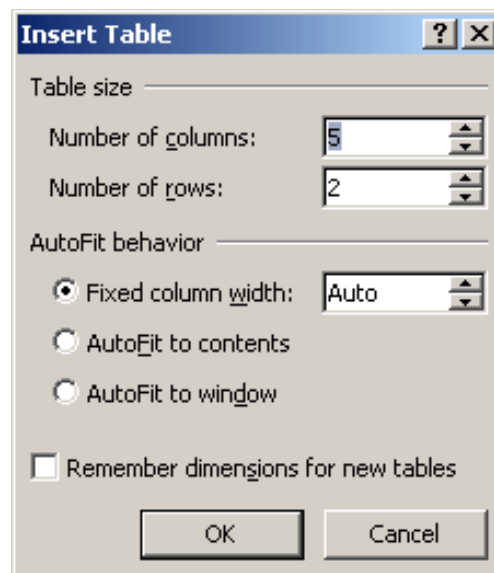 Insert Table ? X
Table size
Number of columns: 5
Number of rows: 2
AutoFit behavior
Fixed column width: Auto
AutoFit to contents
AutoFit to window
Remember dimensions for new tables
OK Cancel